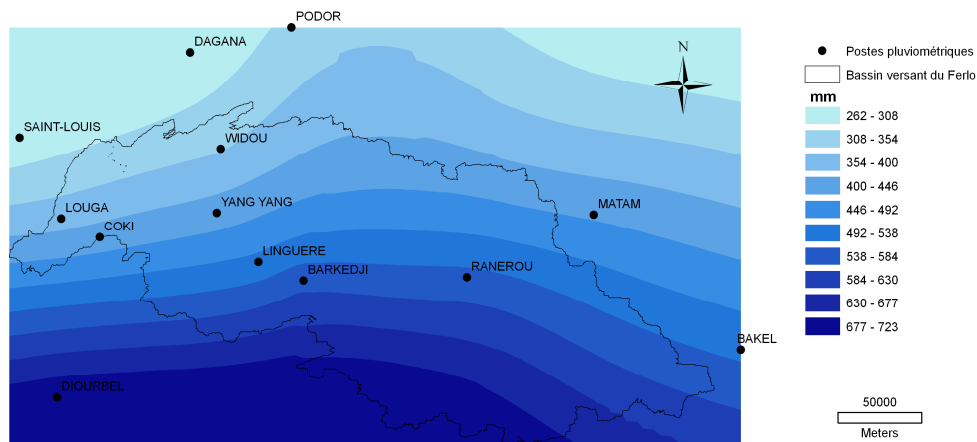 PODOR
DAGANA
N
SAINT-LOUIS
WIDOU
LOUGA
COKI
YANG YANG
MATAM
LINGUERE
BARKEDJI
RANEROU
BAKEL
DIOURBEL
Postes pluviométriques
Bassin versant du Ferlo
mm
262 - 308
308 - 354
354 - 400
400 - 446
446 - 492
492 - 538
538 - 584
584 - 630
630 - 677
677 - 723
50000
Meters